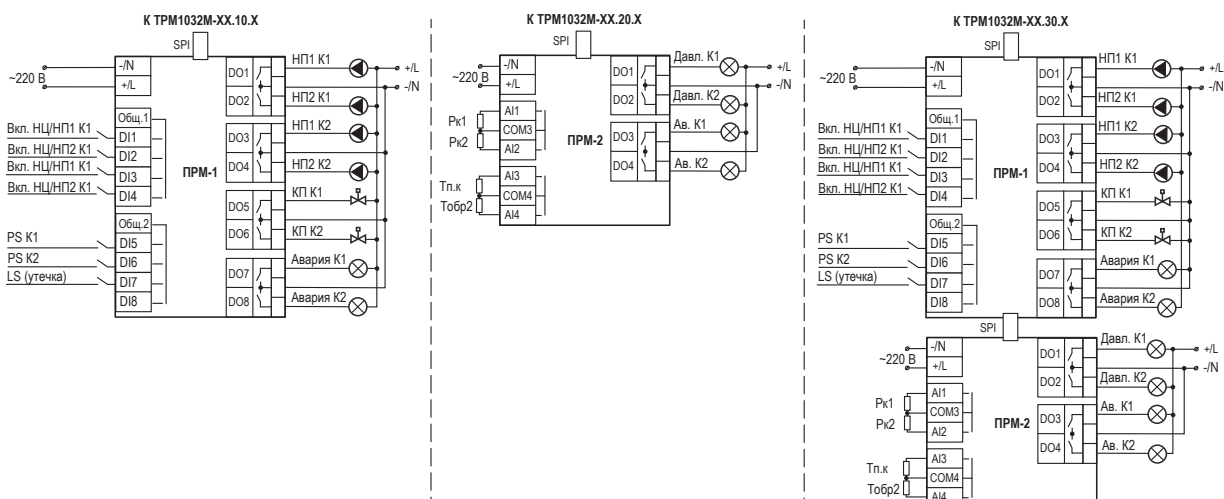 К ТРМ1032М-ХХ.10.Х
SPI
~220 В
-/N
+/L
Общ.1
Вкл. НЦ/НП1 К1
DI1
Вкл. НЦ/НП2 К1
DI2
Вкл. НЦ/НП1 К1
DI3
Вкл. НЦ/НП2 К1
DI4
Общ.2
PS К1
DI5
PS К2
DI6
LS (утечка)
DI7
DI8
ПРМ-1
DO1
DO2
DO3
DO4
DO5
DO6
DO7
DO8
НП1 К1
НП2 К1
НП1 К2
НП2 К2
КП К1
КП К2
Авария К1
Авария К2
+/L
-/N
К ТРМ1032М-ХХ.20.Х
SPI
~220 В
-/N
+/L
Рк1
Рк2
AI1
COM3
AI2
Тп.к
Тобр2
AI3
COM4
AI4
ПРМ-2
DO1
DO2
DO3
DO4
Давл. К1
Давл. К2
Ав. К1
Ав. К2
+/L
-/N
К ТРМ1032М-ХХ.30.Х
SPI
~220 В
-/N
+/L
Общ.1
Вкл. НЦ/НП1 К1
DI1
Вкл. НЦ/НП2 К1
DI2
Вкл. НЦ/НП1 К1
DI3
Вкл. НЦ/НП2 К1
DI4
Общ.2
PS К1
DI5
PS К2
DI6
LS (утечка)
DI7
DI8
ПРМ-1
DO1
DO2
DO3
DO4
DO5
DO6
DO7
DO8
НП1 К1
НП2 К1
НП1 К2
НП2 К2
КП К1
КП К2
Авария К1
Авария К2
+/L
-/N
SPI
~220 В
-/N
+/L
Рк1
Рк2
AI1
COM3
AI2
Тп.к
Тобр2
AI3
COM4
AI4
ПРМ-2
DO1
DO2
DO3
DO4
Давл. К1
Давл. К2
Ав. К1
Ав. К2
+/L
-/N